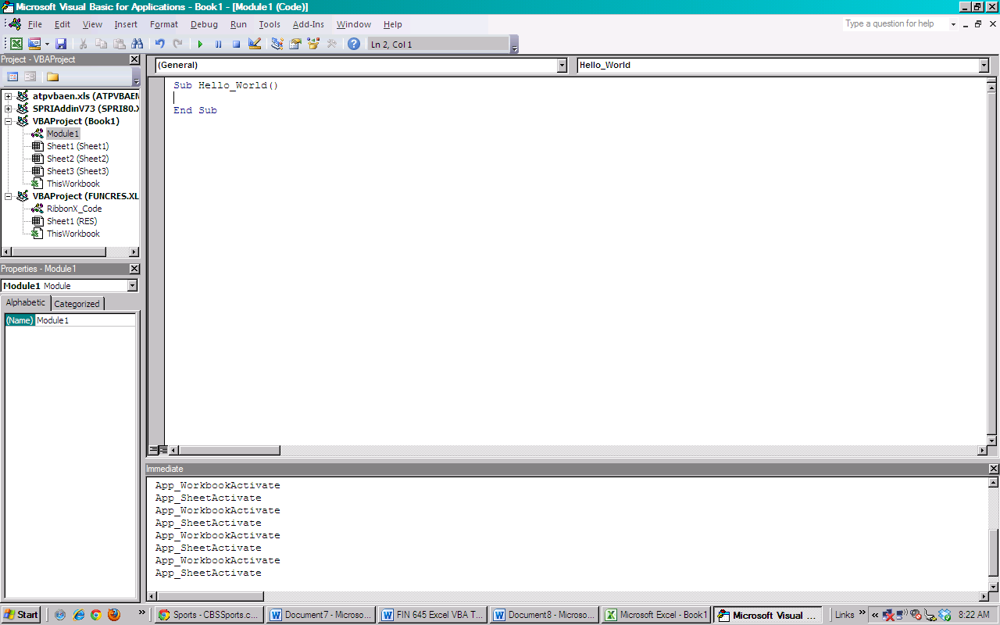 Microsoft Visual Basic for Applications - Book1 - [Module1 (Code)]
File Edit View Insert Format Debug Run Tools Add-Ins Window Help
Type a question for help
Ln 2, Col 1
Project - VBAProject
(General)
Hello_World
atpvbaen.xls (ATPVBAEN
SPRIAddinV73 (SPRI80.X
VBAProject (Book1)
Module1
Sheet1 (Sheet1)
Sheet2 (Sheet2)
Sheet3 (Sheet3)
ThisWorkbook
VBAProject (FUNCRES.XL
RibbonX_Code
Sheet1 (RES)
ThisWorkbook
Sub Hello_World()
End Sub
Properties - Module1
Module1 Module
Alphabetic Categorized
(Name) Module1
Immediate
App_WorkbookActivate
App_SheetActivate
App_WorkbookActivate
App_SheetActivate
App_WorkbookActivate
App_SheetActivate
App_WorkbookActivate
App_SheetActivate
Start
Sports - CBSSports.c...
Document7 - Microso...
FIN 645 Excel VBA T...
Document8 - Microso...
Microsoft Excel - Book1
Microsoft Visual ...
Links
8:22 AM